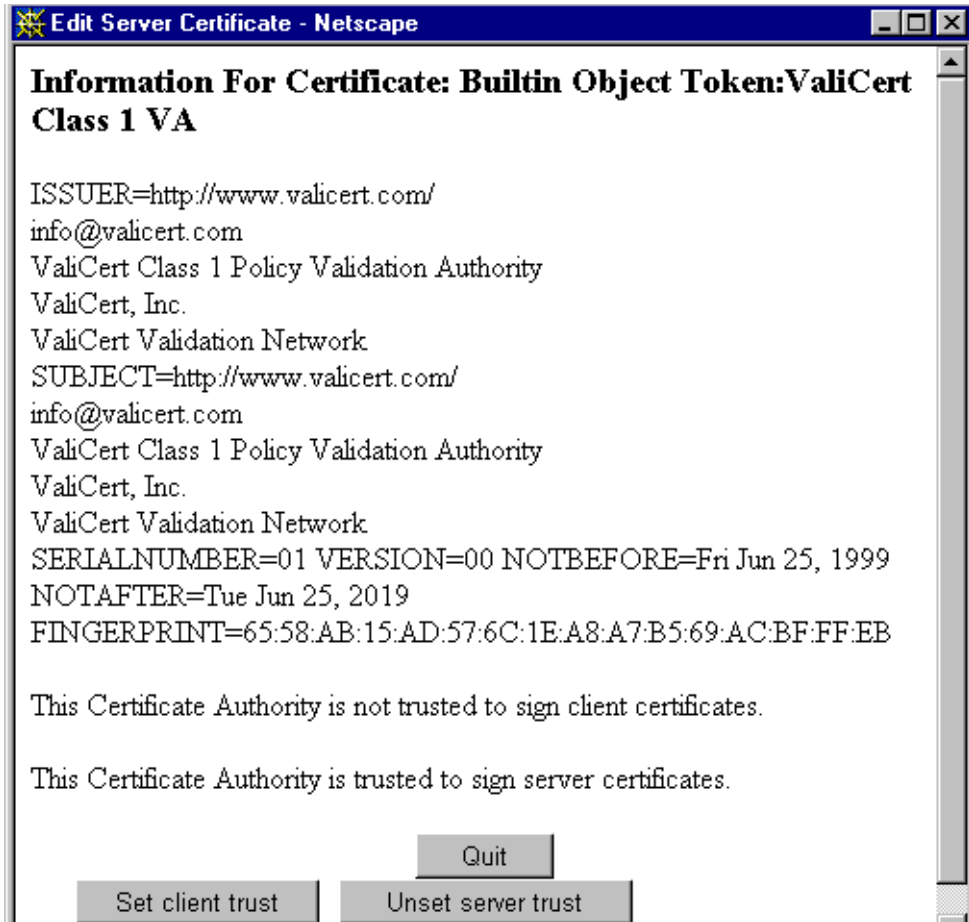 Edit Server Certificate - Netscape
Information For Certificate: Builtin Object Token:ValiCert
Class 1 VA
ISSUER=http://www.valicert.com/
info@valicert.com
ValiCert Class 1 Policy Validation Authority
ValiCert, Inc.
ValiCert Validation Network
SUBJECT=http://www.valicert.com/
info@valicert.com
ValiCert Class 1 Policy Validation Authority
ValiCert, Inc.
ValiCert Validation Network
SERIALNUMBER=01 VERSION=00 NOTBEFORE=Fri Jun 25, 1999
NOTAFTER=Tue Jun 25, 2019
FINGERPRINT=65:58:AB:15:AD:57:6C:1E:A8:A7:B5:69:AC:BF:FF:EB
This Certificate Authority is not trusted to sign client certificates.
This Certificate Authority is trusted to sign server certificates.
Quit
Set client trust Unset server trust